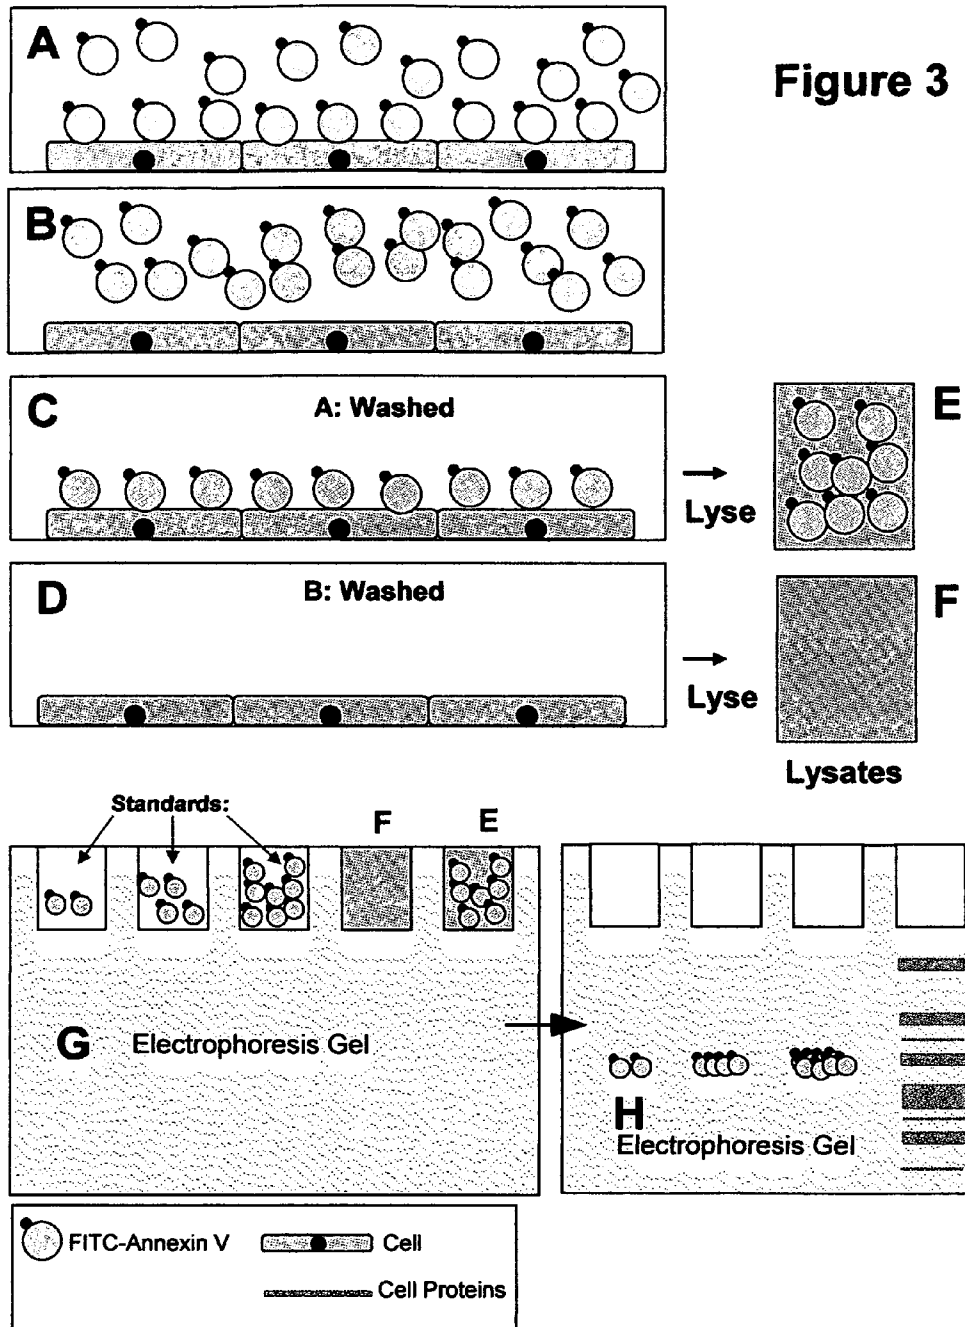 A
Figure 3
B
C
A: Washed
Lyse
E
D
B: Washed
Lyse
F
Lysates
Standards:
F
E
G
Electrophoresis Gel
H
Electrophoresis Gel
FITC-Annexin V
Cell
Cell Proteins